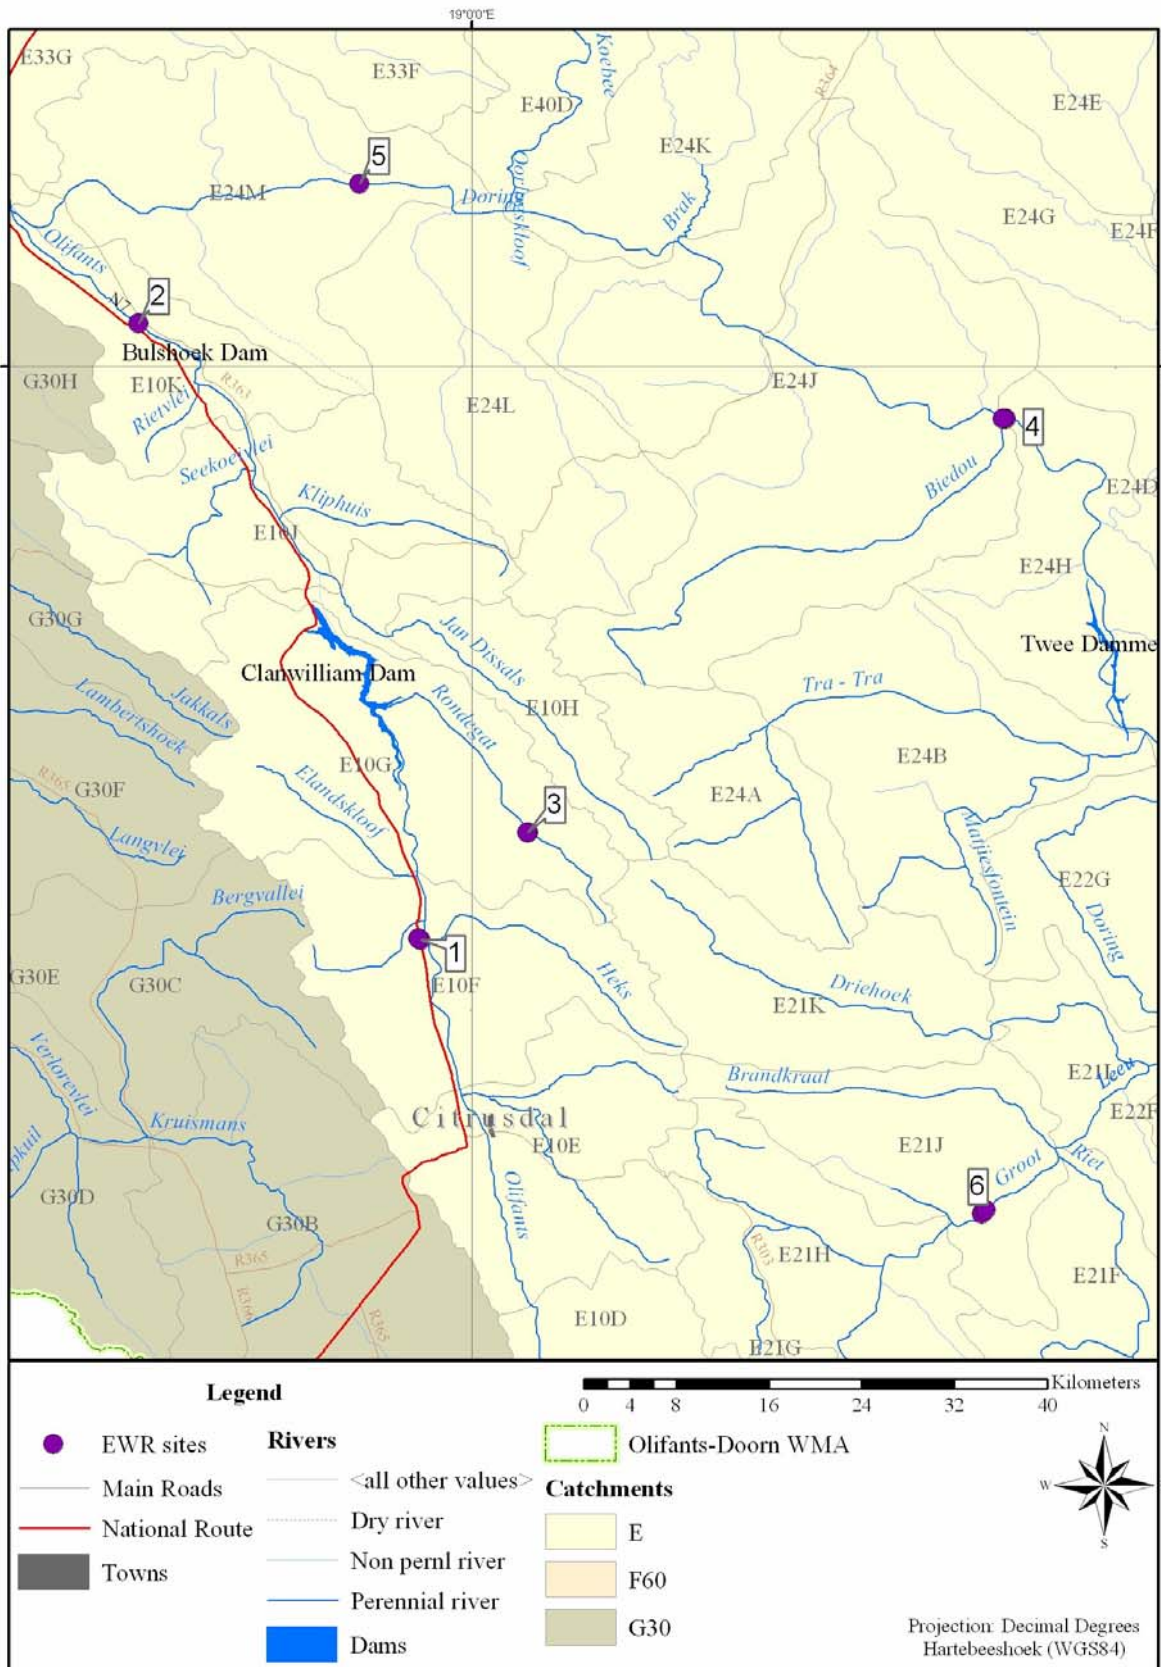 19°0'0"E
E33G
E33F
Koebee
R364
E40D
E24E
E24K
5
E24M
Doring
Oorlogskloof
Brak
E24G
E24F
Olifants
N7
2
Bulshoek Dam
G30H
E10K
R363
E24J
Rietvlei
E24L
4
Seekoeivlei
Biedou
E24D
Kliphuis
E10J
E24H
G30G
Jan Dissals
Twee Damme
Clanwilliam Dam
Tra - Tra
Jakkals
Lambertshoek
Rondegat
E10H
E10G
E24B
R365
G30F
Elandskloof
E24A
3
Langvlei
Matjiesfontein
E22G
Bergvallei
Doring
1
G30E
G30C
E10F
Heks
Driehoek
E21K
Verlorevlei
Brandkraal
E21L
Leeu
E22F
Kruismans
Citrusdal
E10E
E21J
Groot
Riet
G30D
6
Olifants
G30B
R303
E21H
R365
R366
E21F
R365
E10D
E21G
Legend
Kilometers
0 4 8 16 24 32 40
EWR sites
Main Roads
National Route
Towns
Rivers
<all other values>
Dry river
Non pernl river
Perennial river
Dams
Olifants-Doorn WMA
Catchments
E
F60
G30
N
W
S
Projection: Decimal Degrees
Hartebeeshoek (WGS84)